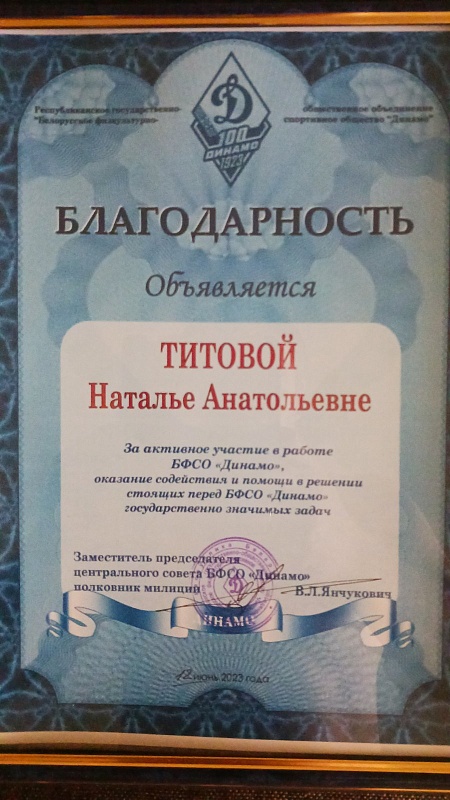 Республиканское государственно-
общественное объединение
"Белорусское физкультурно-
спортивное общество "Динамо"
Д
100
ДИНАМО
1923
БЛАГОДАРНОСТЬ
Объявляется
ТИТОВОЙ
Наталье Анатольевне
За активное участие в работе
БФСО «Динамо»,
оказание содействия и помощи в решении
стоящих перед БФСО «Динамо»
государственно значимых задач
Заместитель председателя
центрального совета БФСО «Динамо»
полковник милиции
В.Л.Янчукович
ДИНАМО
июнь 2023 года